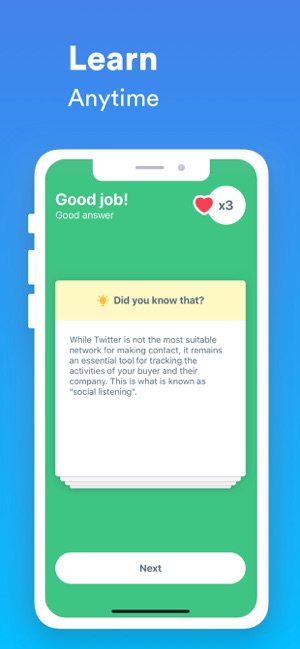 Learn
Anytime
Good job!
Good answer
x3
Did you know that?
While Twitter is not the most suitable
network for making contact, it remains
an essential tool for tracking the
activities of your buyer and their
company. This is what is known as
"social listening".
Next